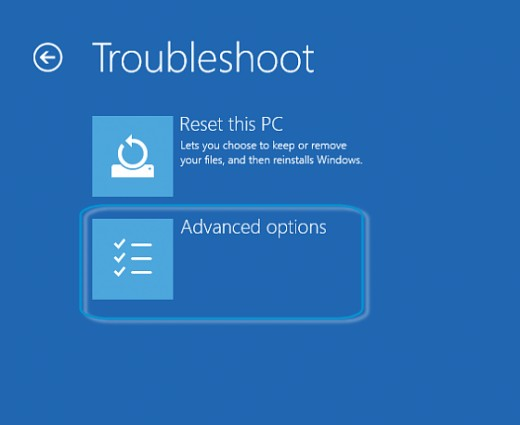 Troubleshoot
Reset this PC
Lets you choose to keep or remove
your files, and then reinstalls Windows.
Advanced options